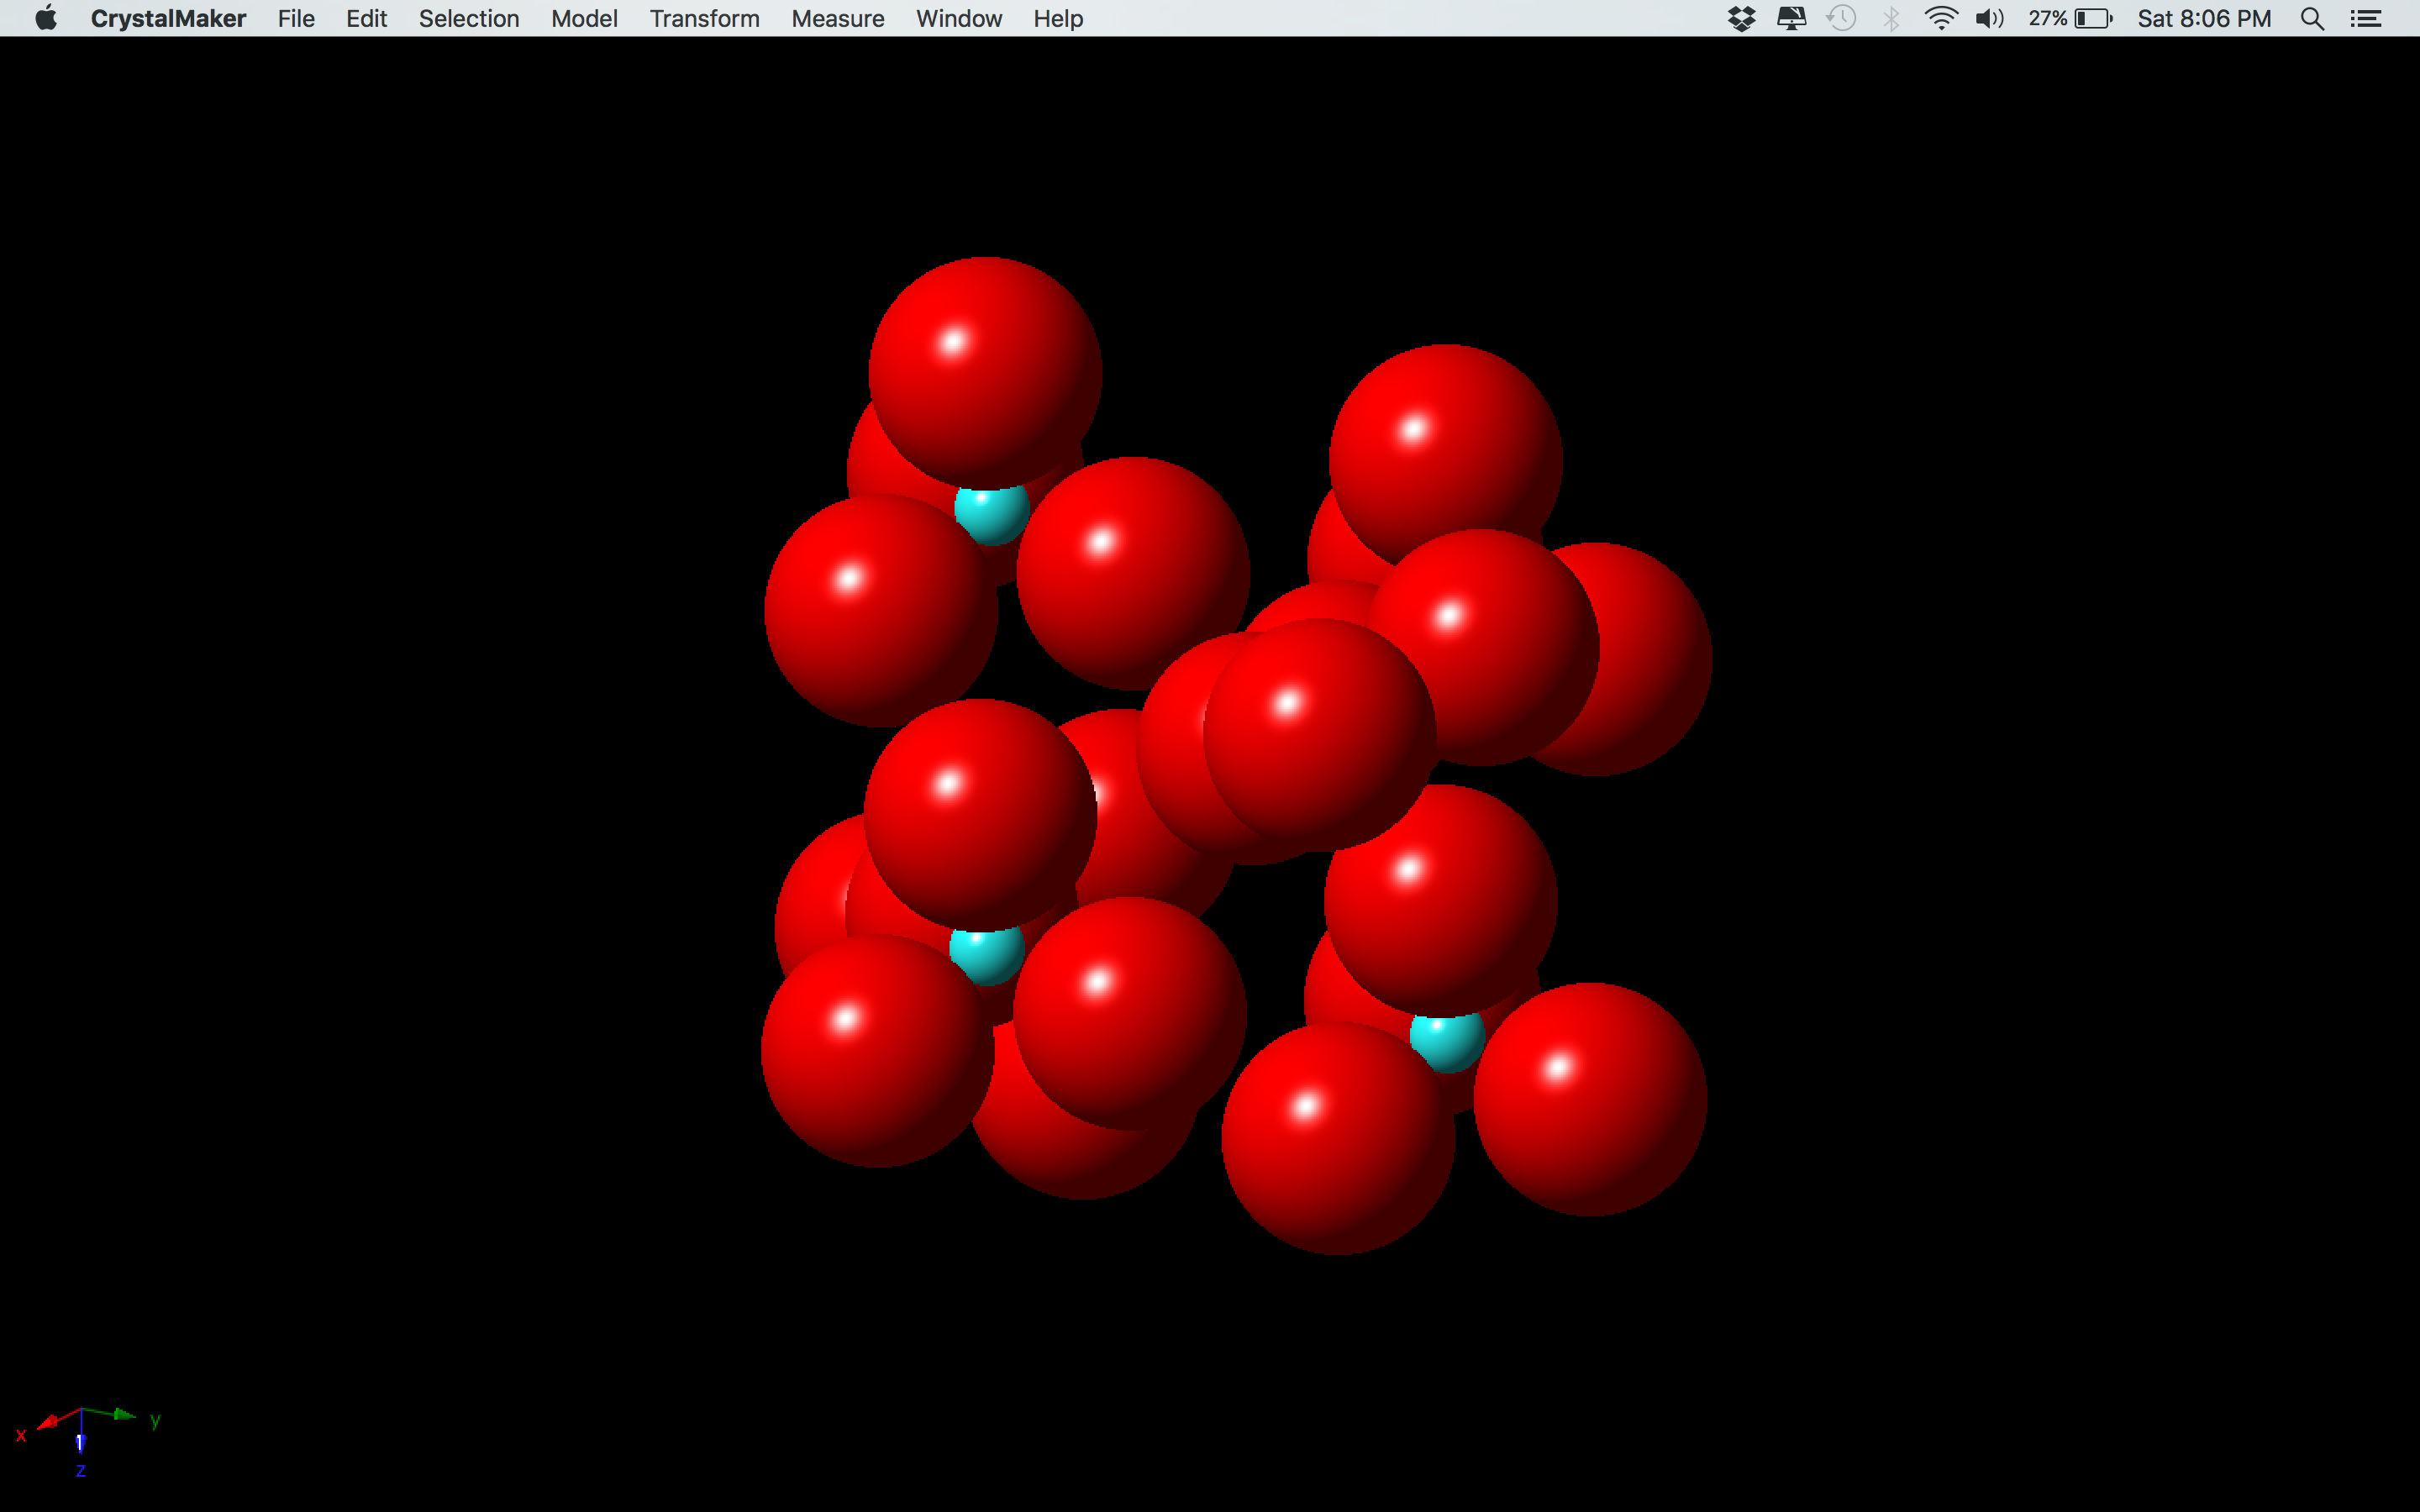 CrystalMaker File Edit Selection Model Transform Measure Window Help 27% Sat 8:06 PM
x y
z